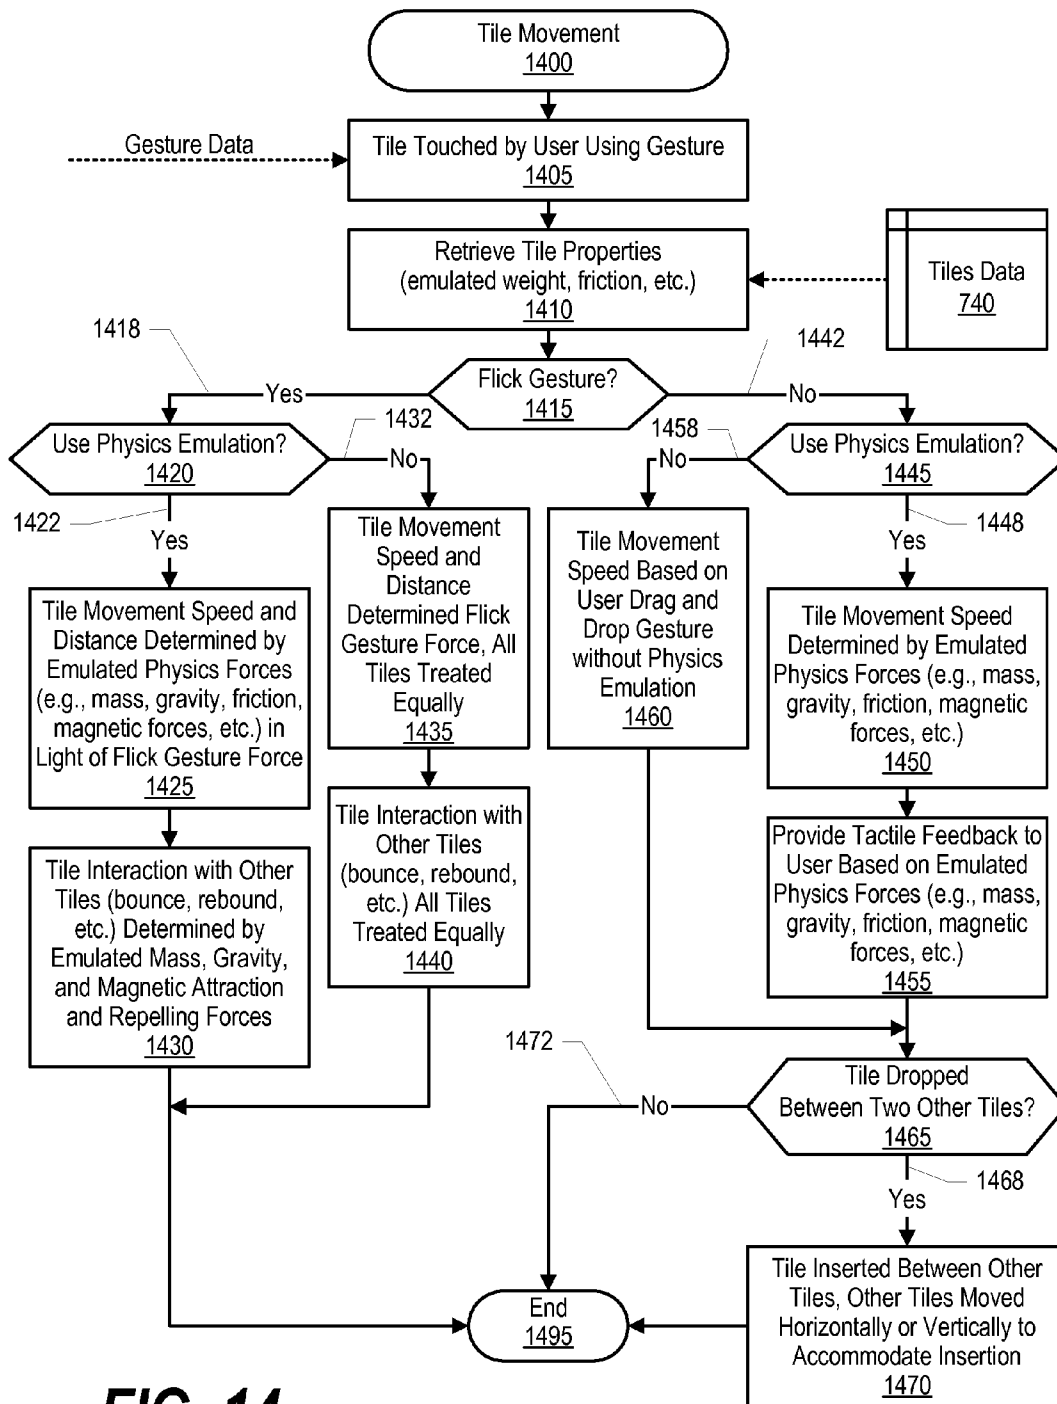 Tile Movement
1400
Gesture Data
Tile Touched by User Using Gesture
1405
Retrieve Tile Properties
(emulated weight, friction, etc.)
1410
Tiles Data
740
1418
1442
Flick Gesture?
1415
Yes
No
Use Physics Emulation?
1420
1432
No
1422
Yes
1458
No
Use Physics Emulation?
1445
1448
Yes
Tile Movement Speed and
Distance Determined by
Emulated Physics Forces
(e.g., mass, gravity, friction,
magnetic forces, etc.) in
Light of Flick Gesture Force
1425
Tile Movement
Speed and
Distance
Determined Flick
Gesture Force, All
Tiles Treated
Equally
1435
Tile Movement
Speed Based on
User Drag and
Drop Gesture
without Physics
Emulation
1460
Tile Movement Speed
Determined by Emulated
Physics Forces (e.g., mass,
gravity, friction, magnetic
forces, etc.)
1450
Tile Interaction with Other
Tiles (bounce, rebound,
etc.) Determined by
Emulated Mass, Gravity,
and Magnetic Attraction
and Repelling Forces
1430
Tile Interaction with
Other Tiles
(bounce, rebound,
etc.) All Tiles
Treated Equally
1440
Provide Tactile Feedback to
User Based on Emulated
Physics Forces (e.g., mass,
gravity, friction, magnetic
forces, etc.)
1455
1472
No
Tile Dropped
Between Two Other Tiles?
1465
1468
Yes
Tile Inserted Between Other
Tiles, Other Tiles Moved
Horizontally or Vertically to
Accommodate Insertion
1470
End
1495
FIG. 14